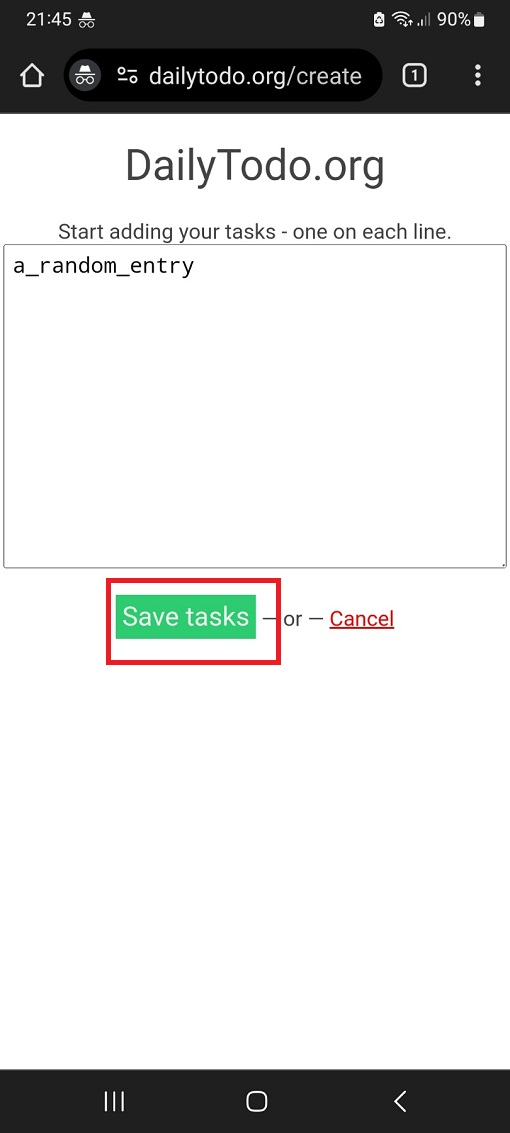 21:45 90%
dailytodo.org/create 1
DailyTodo.org
Start adding your tasks - one on each line.
a_random_entry
Save tasks — or — Cancel